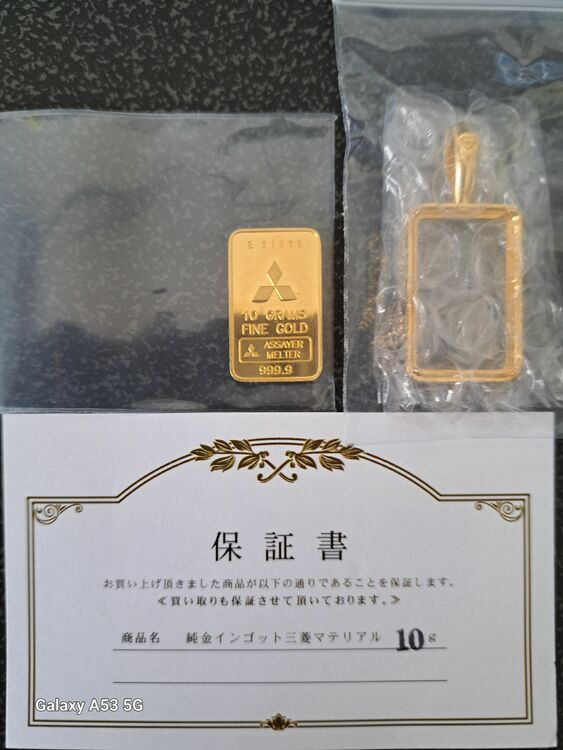 10 GRAMS
FINE GOLD
ASSAYER
MELTER
999.9
保証書
お買い上げ頂きました商品が以下の通りであることを保証します。
≪買い取りも保証させて頂いております。≫
商品名 純金インゴット三菱マテリアル 10g
Galaxy A53 5G